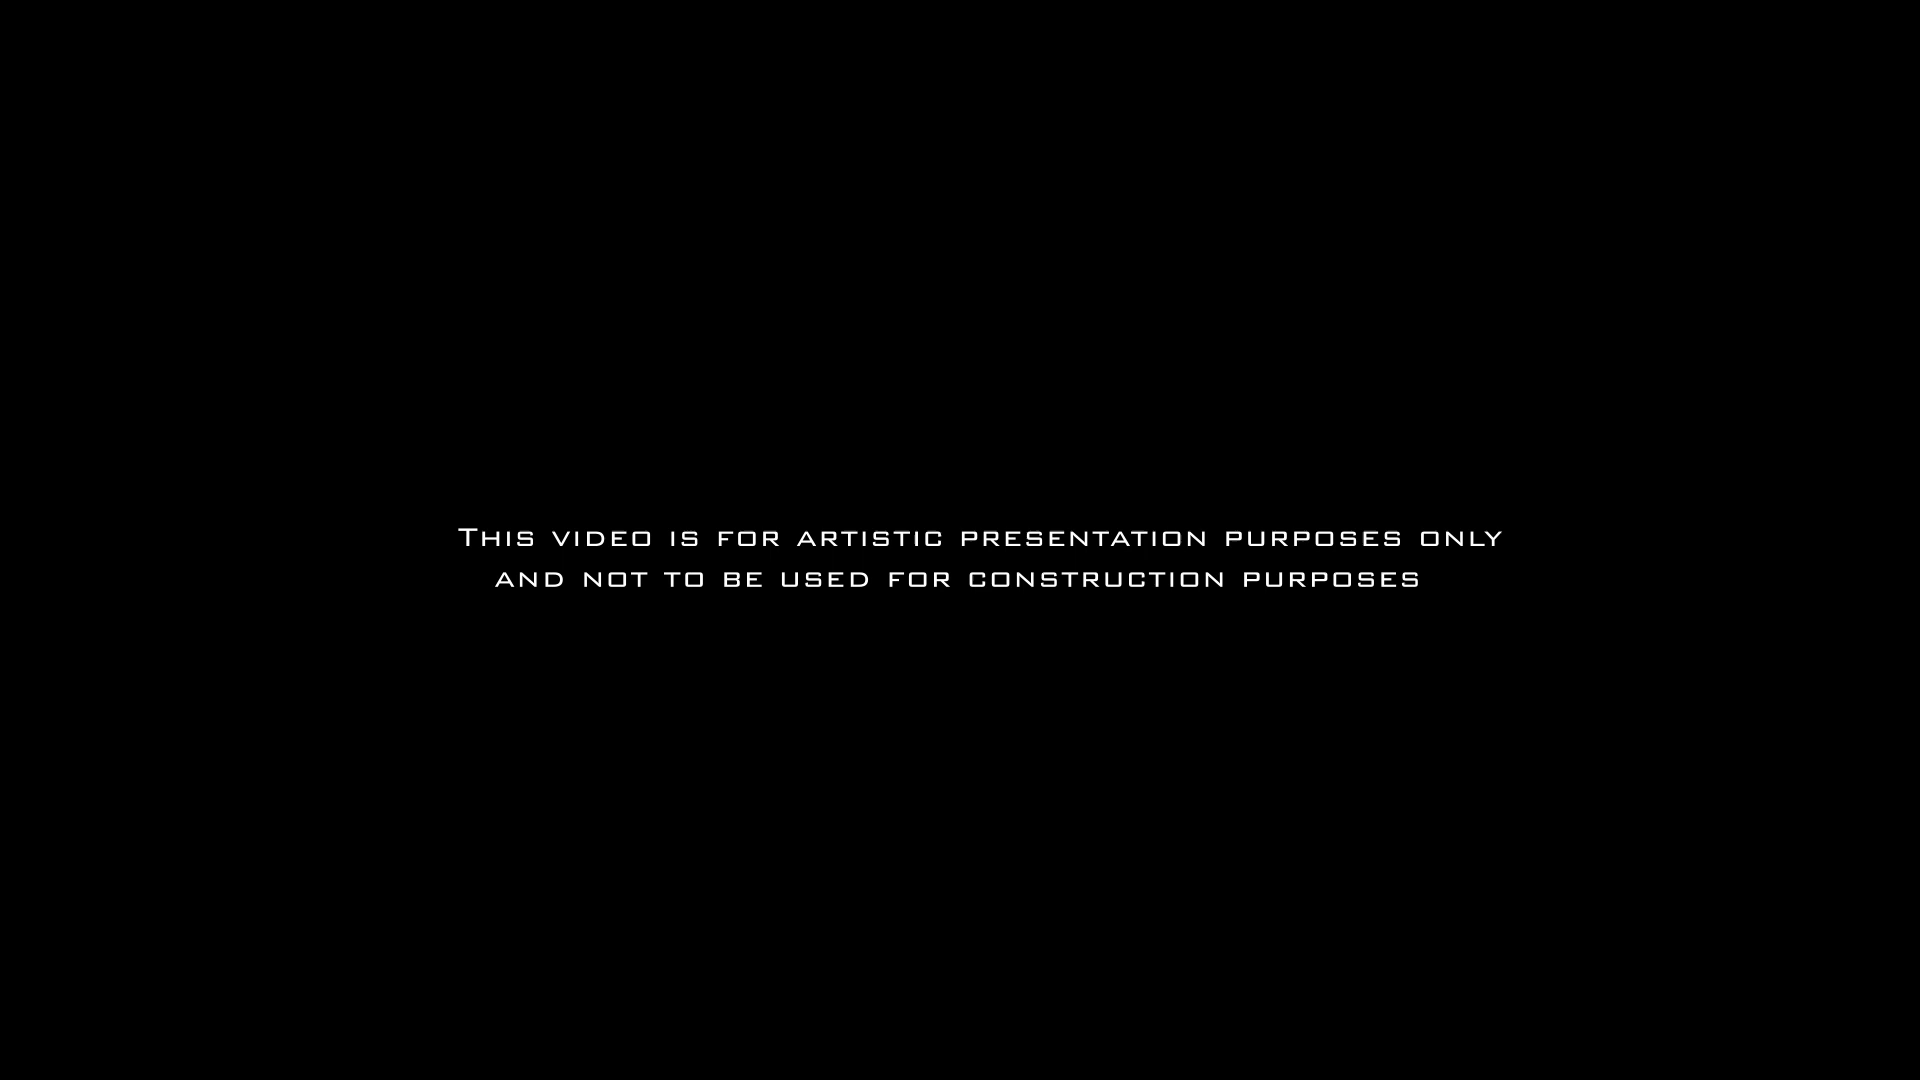 This video is for artistic presentation purposes only
and not to be used for construction purposes